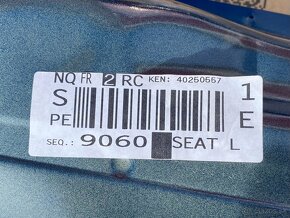 NQ FR 2 RC KEN: 40250557
S 1
PE E
SEQ.: 9060 SEAT L